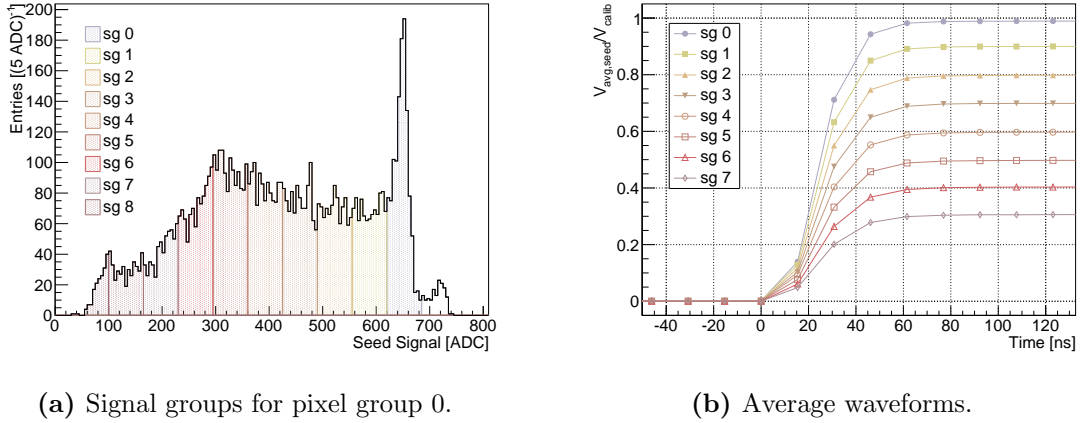 Entries [(5 ADC)⁻¹]
200
180
160
140
120
100
80
60
40
20
0
sg 0
sg 1
sg 2
sg 3
sg 4
sg 5
sg 6
sg 7
sg 8
0 100 200 300 400 500 600 700 800
Seed Signal [ADC]
(a) Signal groups for pixel group 0.
V_avg,seed/V_calib
1
0.8
0.6
0.4
0.2
0
sg 0
sg 1
sg 2
sg 3
sg 4
sg 5
sg 6
sg 7
−40 −20 0 20 40 60 80 100 120
Time [ns]
(b) Average waveforms.